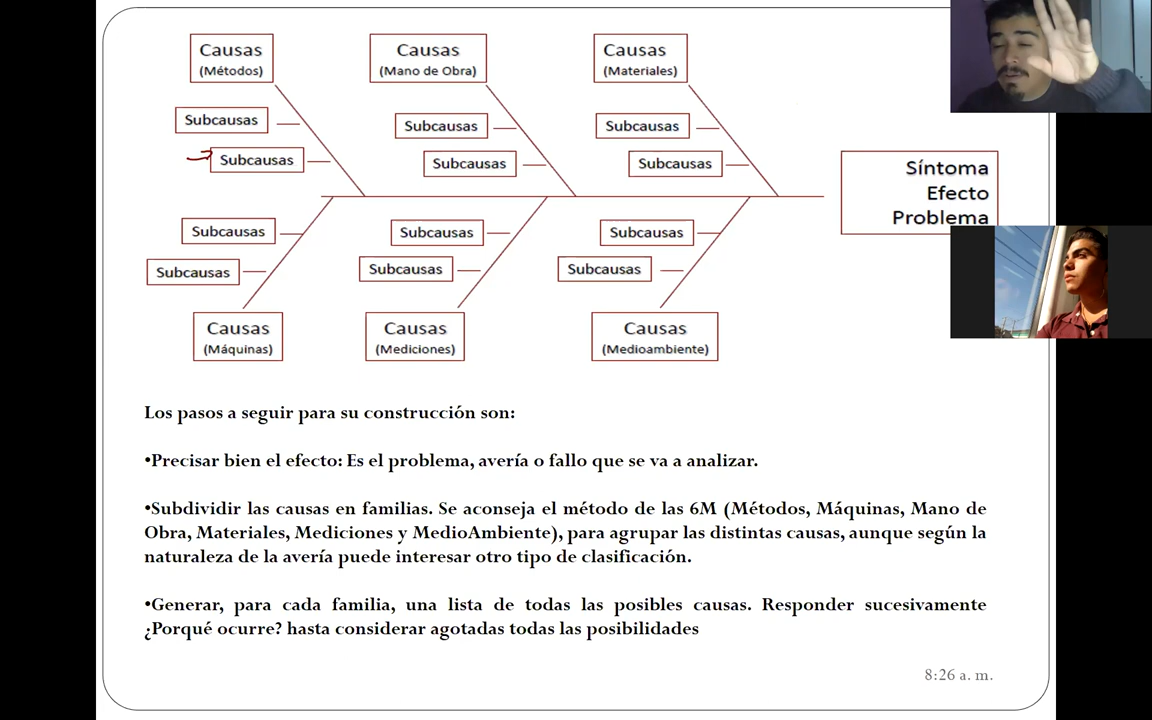 Causas
(Métodos)
Causas
(Mano de Obra)
Causas
(Materiales)
Subcausas
Subcausas
Subcausas
Subcausas
Subcausas
Subcausas
Síntoma
Efecto
Problema
Subcausas
Subcausas
Subcausas
Subcausas
Subcausas
Subcausas
Causas
(Máquinas)
Causas
(Mediciones)
Causas
(Medioambiente)
Los pasos a seguir para su construcción son:
•Precisar bien el efecto: Es el problema, avería o fallo que se va a analizar.
•Subdividir las causas en familias. Se aconseja el método de las 6M (Métodos, Máquinas, Mano de
Obra, Materiales, Mediciones y MedioAmbiente), para agrupar las distintas causas, aunque según la
naturaleza de la avería puede interesar otro tipo de clasificación.
•Generar, para cada familia, una lista de todas las posibles causas. Responder sucesivamente
¿Porqué ocurre? hasta considerar agotadas todas las posibilidades
8:26 a. m.